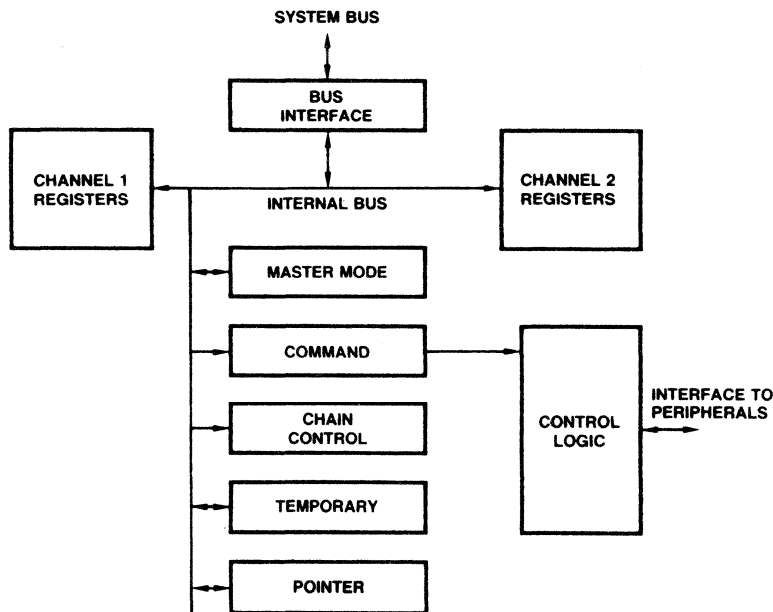 SYSTEM BUS
BUS
INTERFACE
CHANNEL 1
REGISTERS
CHANNEL 2
REGISTERS
INTERNAL BUS
MASTER MODE
COMMAND
CHAIN
CONTROL
TEMPORARY
POINTER
CONTROL
LOGIC
INTERFACE TO
PERIPHERALS